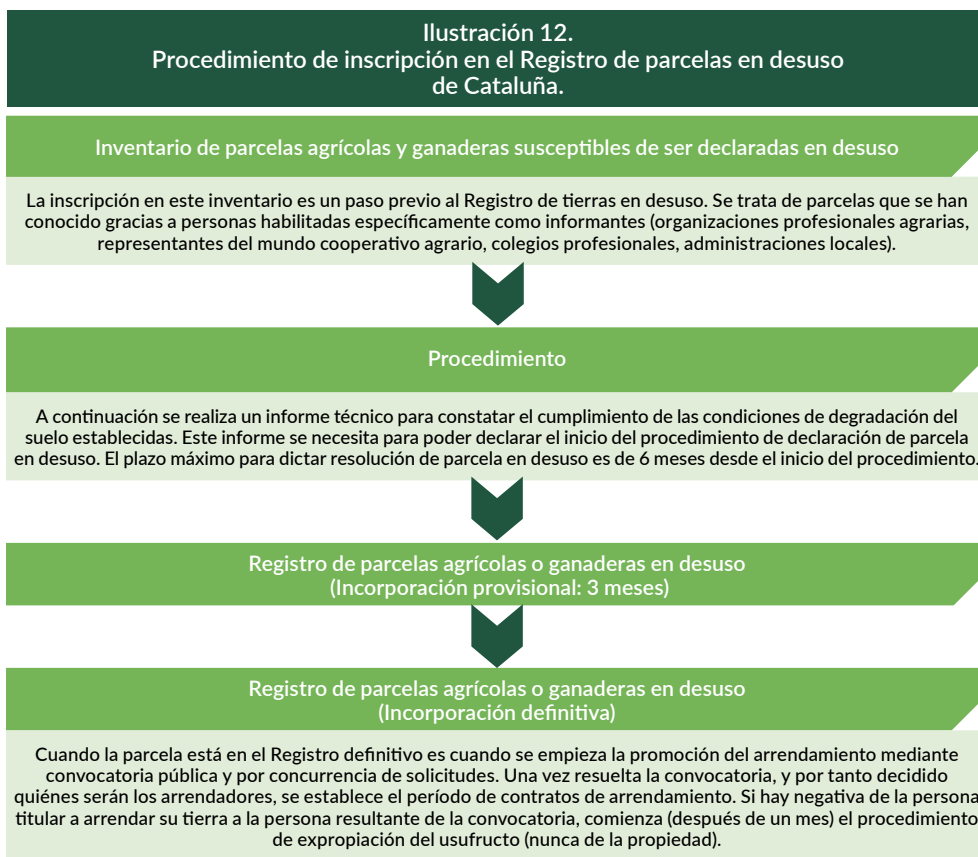 Ilustración 12.
Procedimiento de inscripción en el Registro de parcelas en desuso
de Cataluña.
Inventario de parcelas agrícolas y ganaderas susceptibles de ser declaradas en desuso
La inscripción en este inventario es un paso previo al Registro de tierras en desuso. Se trata de parcelas que se han
conocido gracias a personas habilitadas específicamente como informantes (organizaciones profesionales agrarias,
representantes del mundo cooperativo agrario, colegios profesionales, administraciones locales).
Procedimiento
A continuación se realiza un informe técnico para constatar el cumplimiento de las condiciones de degradación del
suelo establecidas. Este informe se necesita para poder declarar el inicio del procedimiento de declaración de parcela
en desuso. El plazo máximo para dictar resolución de parcela en desuso es de 6 meses desde el inicio del procedimiento.
Registro de parcelas agrícolas o ganaderas en desuso
(Incorporación provisional: 3 meses)
Registro de parcelas agrícolas o ganaderas en desuso
(Incorporación definitiva)
Cuando la parcela está en el Registro definitivo es cuando se empieza la promoción del arrendamiento mediante
convocatoria pública y por concurrencia de solicitudes. Una vez resuelta la convocatoria, y por tanto decidido
quiénes serán los arrendadores, se establece el período de contratos de arrendamiento. Si hay negativa de la persona
titular a arrendar su tierra a la persona resultante de la convocatoria, comienza (después de un mes) el procedimiento
de expropiación del usufructo (nunca de la propiedad).